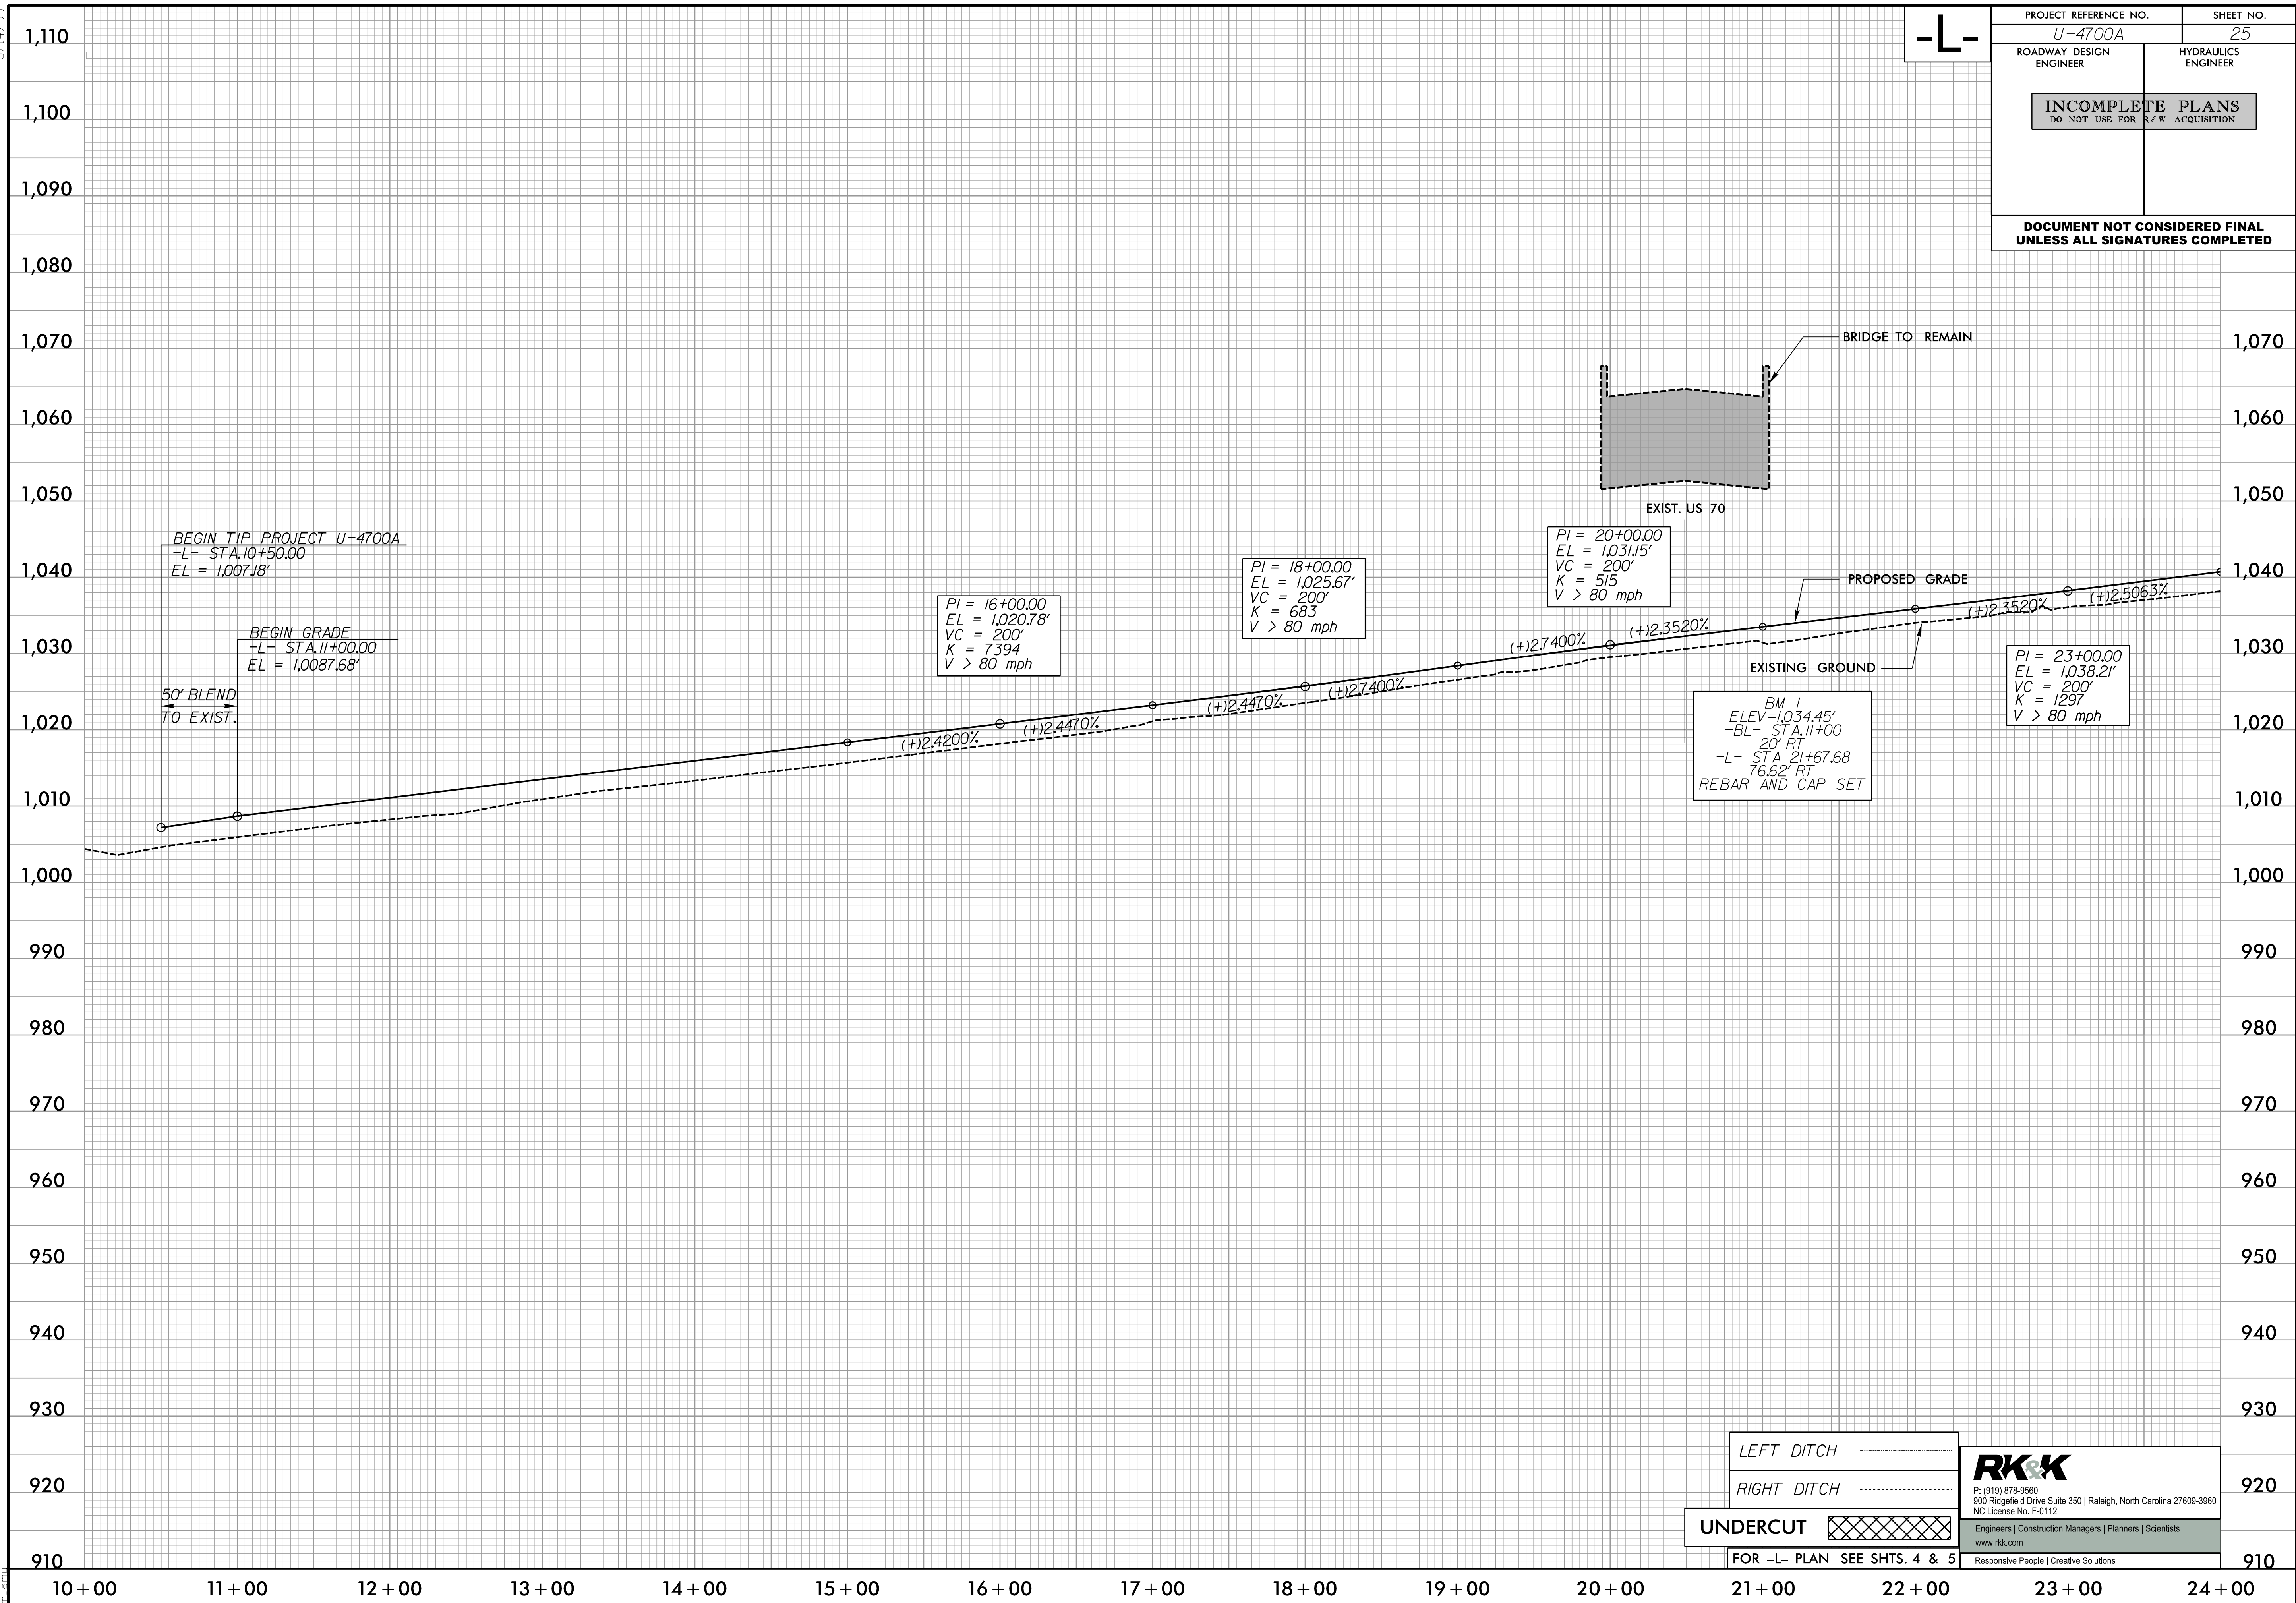 -L-
PROJECT REFERENCE NO.
SHEET NO.
U-4700A
25
ROADWAY DESIGN
ENGINEER
HYDRAULICS
ENGINEER
INCOMPLETE PLANS
DO NOT USE FOR R/W ACQUISITION
DOCUMENT NOT CONSIDERED FINAL
UNLESS ALL SIGNATURES COMPLETED
1,110
1,100
1,090
1,080
1,070
1,060
1,050
1,040
1,030
1,020
1,010
1,000
990
980
970
960
950
940
930
920
910
BRIDGE TO REMAIN
EXIST. US 70
BEGIN TIP PROJECT U-4700A
-L- STA.10+50.00
EL = 1,007.18'
BEGIN GRADE
-L- STA.11+00.00
EL = 1,0087.68'
50' BLEND
TO EXIST.
PI = 16+00.00
EL = 1,020.78'
VC = 200'
K = 7394
V > 80 mph
PI = 18+00.00
EL = 1,025.67'
VC = 200'
K = 683
V > 80 mph
PI = 20+00.00
EL = 1,031.15'
VC = 200'
K = 515
V > 80 mph
PI = 23+00.00
EL = 1,038.21'
VC = 200'
K = 1297
V > 80 mph
(+)2.4200%
(+)2.4470%
(+)2.4470%
(+)2.7400%
(+)2.7400%
(+)2.3520%
(+)2.3520%
(+)2.5063%
PROPOSED GRADE
EXISTING GROUND
BM 1
ELEV=1,034.45'
-BL- STA.11+00
20' RT
-L- STA 21+67.68
76.62' RT
REBAR AND CAP SET
1,070
1,060
1,050
1,040
1,030
1,020
1,010
1,000
990
980
970
960
950
940
930
920
910
LEFT DITCH
RIGHT DITCH
UNDERCUT
FOR -L- PLAN SEE SHTS. 4 & 5
RK&K
P: (919) 878-9560
900 Ridgefield Drive Suite 350 | Raleigh, North Carolina 27609-3960
NC License No. F-0112
Engineers | Construction Managers | Planners | Scientists
www.rkk.com
Responsive People | Creative Solutions
10+00
11+00
12+00
13+00
14+00
15+00
16+00
17+00
18+00
19+00
20+00
21+00
22+00
23+00
24+00